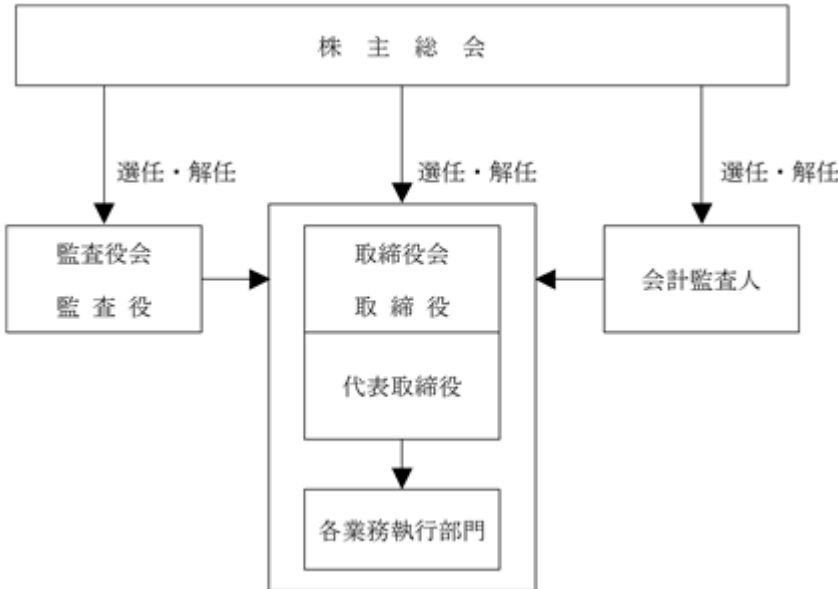 株 主 総 会
選任・解任
選任・解任
選任・解任
監査役会
監 査 役
取締役会
取 締 役
代表取締役
会計監査人
各業務執行部門